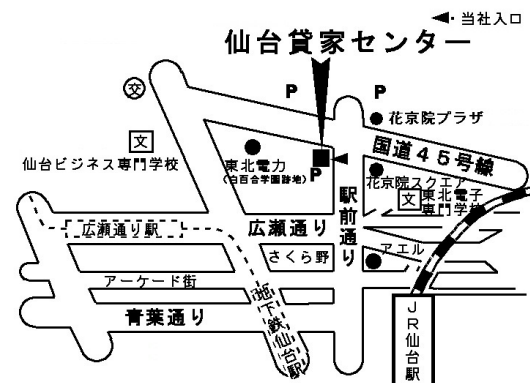 ◀・当社入口
仙台貸家センター
P
P
交
花京院プラザ
文
仙台ビジネス専門学校
東北電力
(白百合学園跡地)
P
国道45号線
花京院スクエア
文
東北電子
専門学校
駅前通り
広瀬通り
広瀬通り駅
さくら野
アエル
アーケード街
地下鉄仙台駅
青葉通り
JR仙台駅